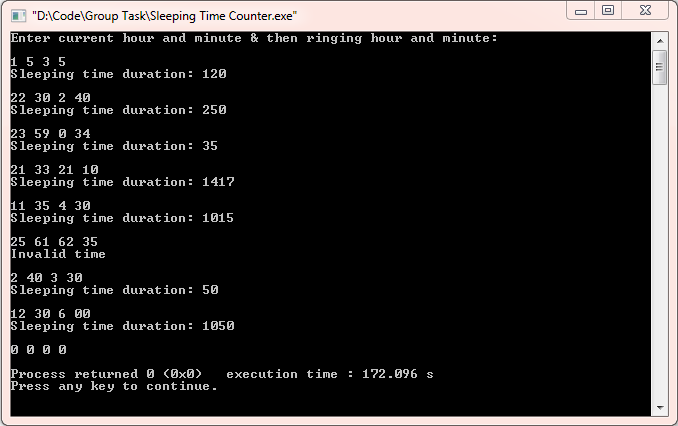 "D:\Code\Group Task\Sleeping Time Counter.exe"
Enter current hour and minute & then ringing hour and minute:
1 5 3 5
Sleeping time duration: 120
22 30 2 40
Sleeping time duration: 250
23 59 0 34
Sleeping time duration: 35
21 33 21 10
Sleeping time duration: 1417
11 35 4 30
Sleeping time duration: 1015
25 61 62 35
Invalid time
2 40 3 30
Sleeping time duration: 50
12 30 6 00
Sleeping time duration: 1050
0 0 0 0
Process returned 0 (0x0)   execution time : 172.096 s
Press any key to continue.